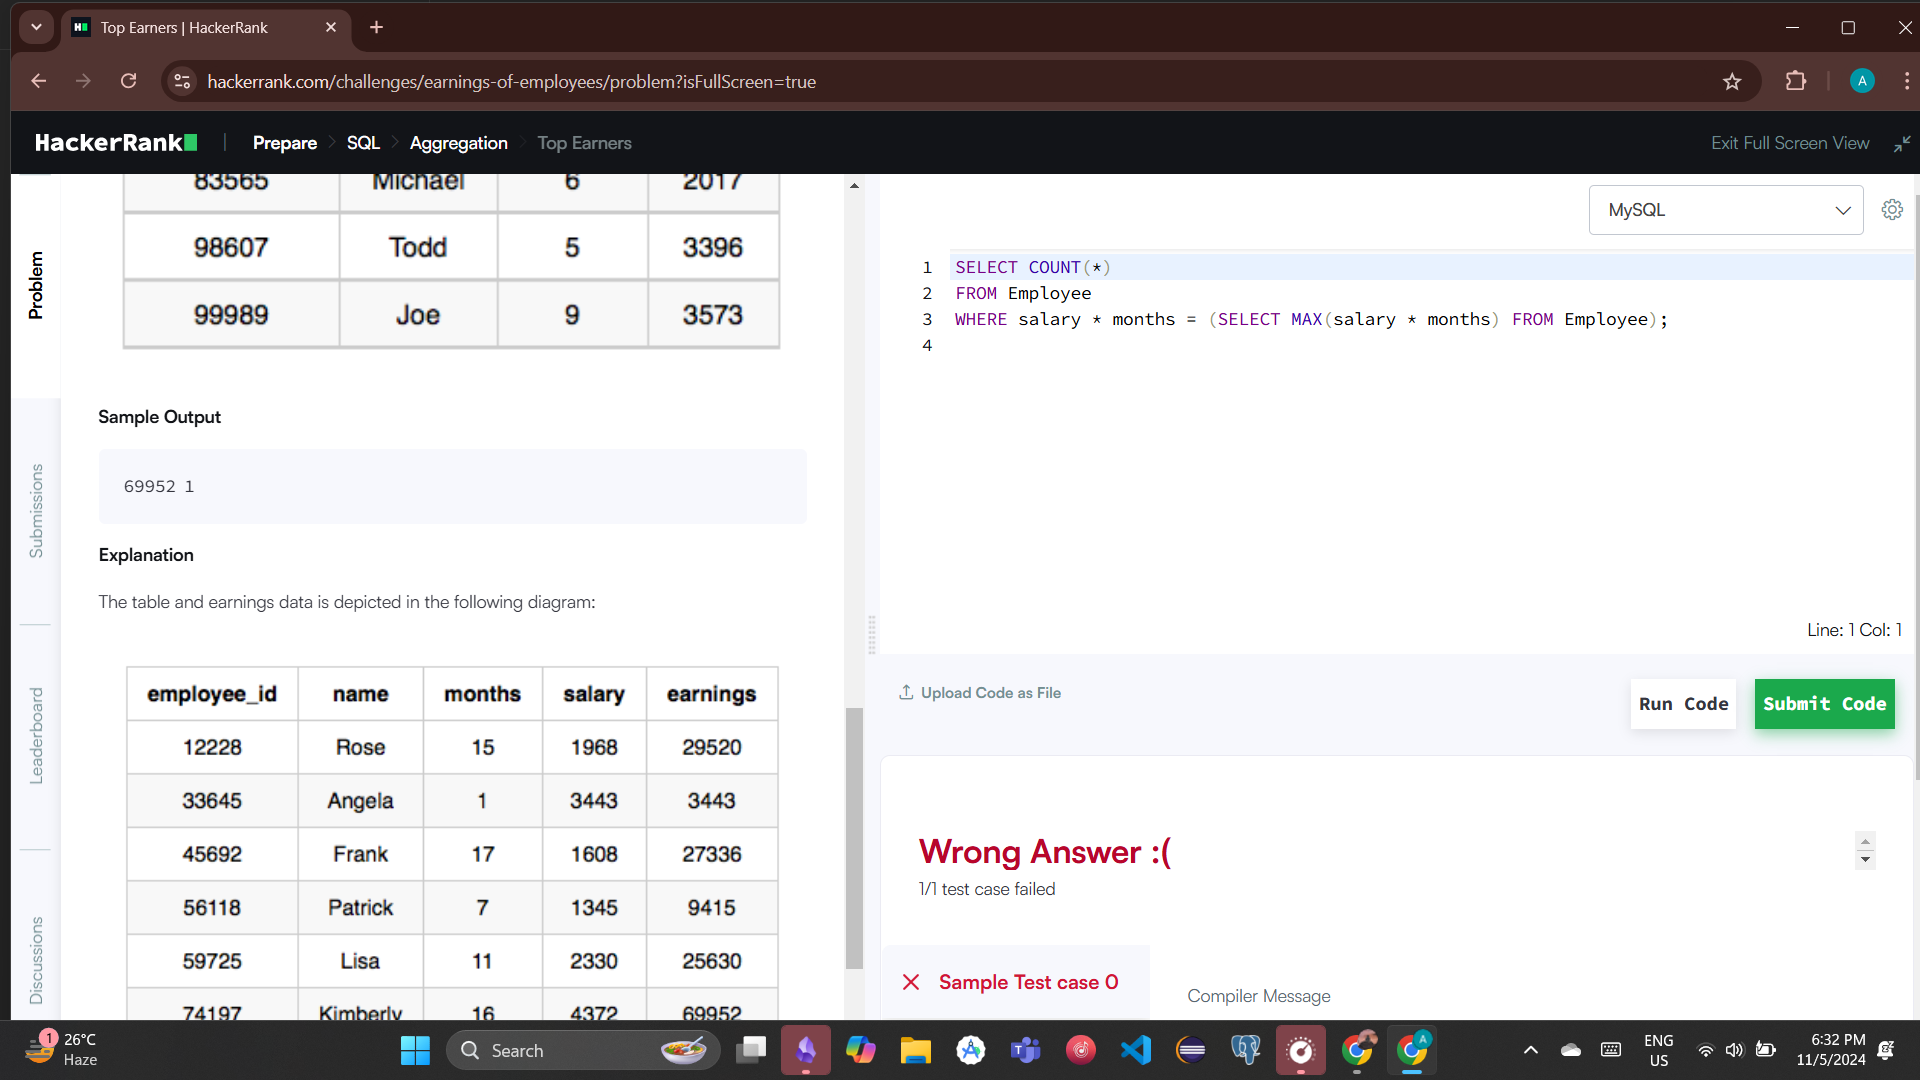 Top Earners | HackerRank
hackerrank.com/challenges/earnings-of-employees/problem?isFullScreen=true
A
HackerRank
Prepare
SQL
Aggregation
Top Earners
Exit Full Screen View
Problem
Submissions
Leaderboard
Discussions
83565 Michael 6 2017
98607 Todd 5 3396
99989 Joe 9 3573
Sample Output
69952 1
Explanation
The table and earnings data is depicted in the following diagram:
employee_id name months salary earnings
12228 Rose 15 1968 29520
33645 Angela 1 3443 3443
45692 Frank 17 1608 27336
56118 Patrick 7 1345 9415
59725 Lisa 11 2330 25630
74197 Kimberly 16 4372 69952
MySQL
1 SELECT COUNT(*)
2 FROM Employee
3 WHERE salary * months = (SELECT MAX(salary * months) FROM Employee);
4
Line: 1 Col: 1
Upload Code as File
Run Code
Submit Code
Wrong Answer :(
1/1 test case failed
Sample Test case 0
Compiler Message
1
26°C
Haze
Search
A
ENG
US
6:32 PM
11/5/2024